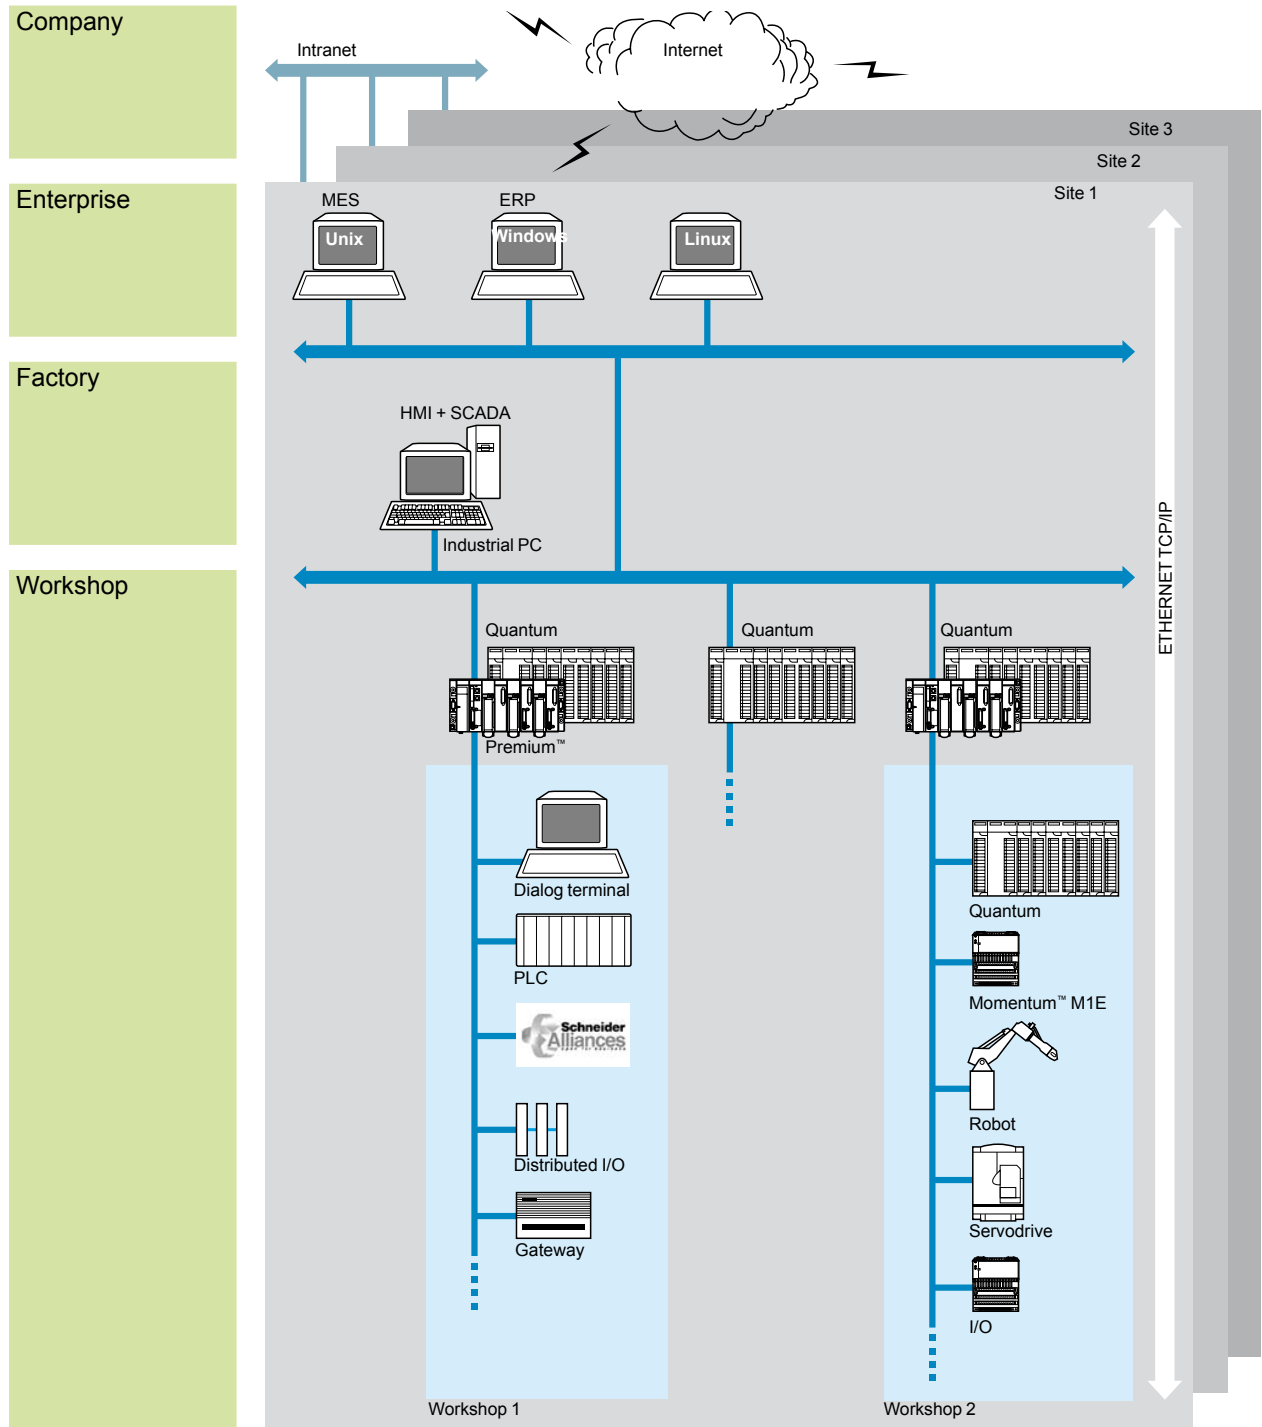 Company
Intranet
Internet
Site 3
Site 2
Site 1
Enterprise
MES
ERP
Unix
Windows
Linux
Factory
HMI + SCADA
Industrial PC
ETHERNET TCP/IP
Workshop
Quantum
Quantum
Quantum
Premium™
Dialog terminal
PLC
Schneider
Alliances
Distributed I/O
Gateway
Workshop 1
Quantum
Momentum™ M1E
Robot
Servodrive
I/O
Workshop 2